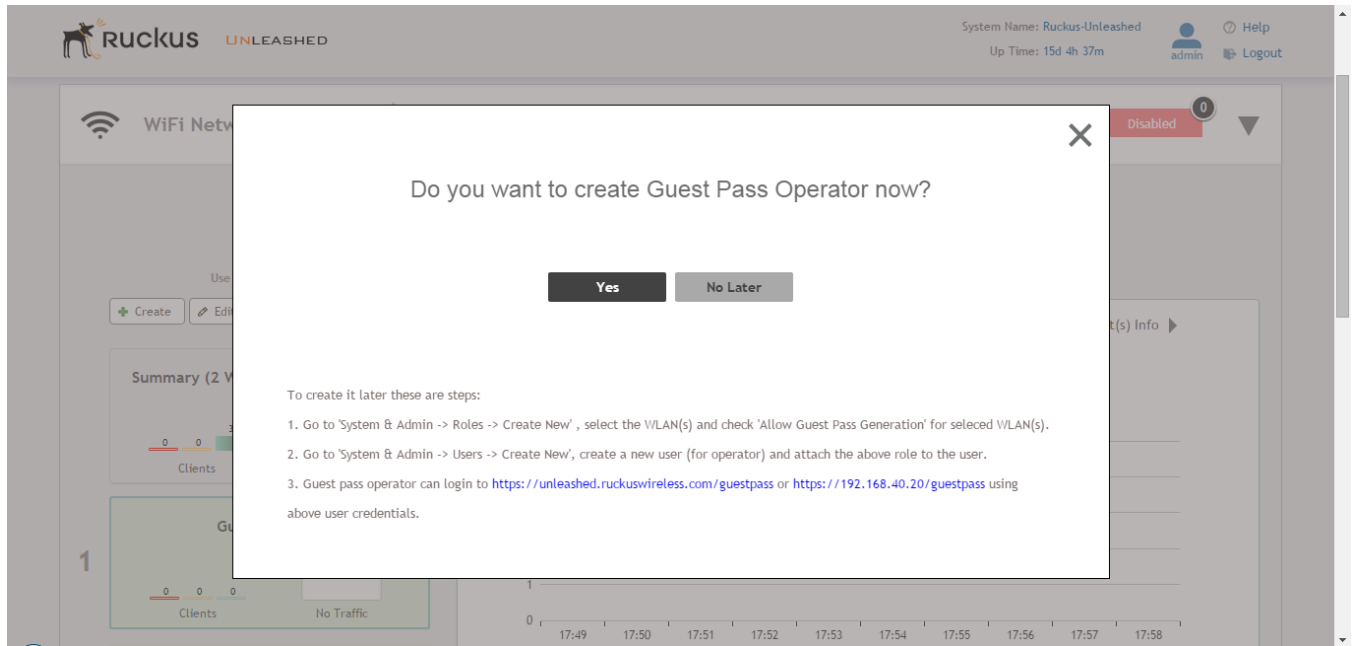 Ruckus UNLEASHED
System Name: Ruckus-Unleashed
Up Time: 15d 4h 37m
admin
Help
Logout
WiFi
Disabled
0
Do you want to create Guest Pass Operator now?
Yes
No Later
Use
Create
t(s) Info
Summary (2
0 0
Clients
To create it later these are steps:
1. Go to 'System & Admin -> Roles -> Create New' , select the WLAN(s) and check 'Allow Guest Pass Generation' for seleced WLAN(s).
2. Go to 'System & Admin -> Users -> Create New', create a new user (for operator) and attach the above role to the user.
3. Guest pass operator can login to https://unleashed.ruckuswireless.com/guestpass or https://192.168.40.20/guestpass using
above user credentials.
1
0 0 0
Clients
No Traffic
1
0
17:49 17:50 17:51 17:52 17:53 17:54 17:55 17:56 17:57 17:58